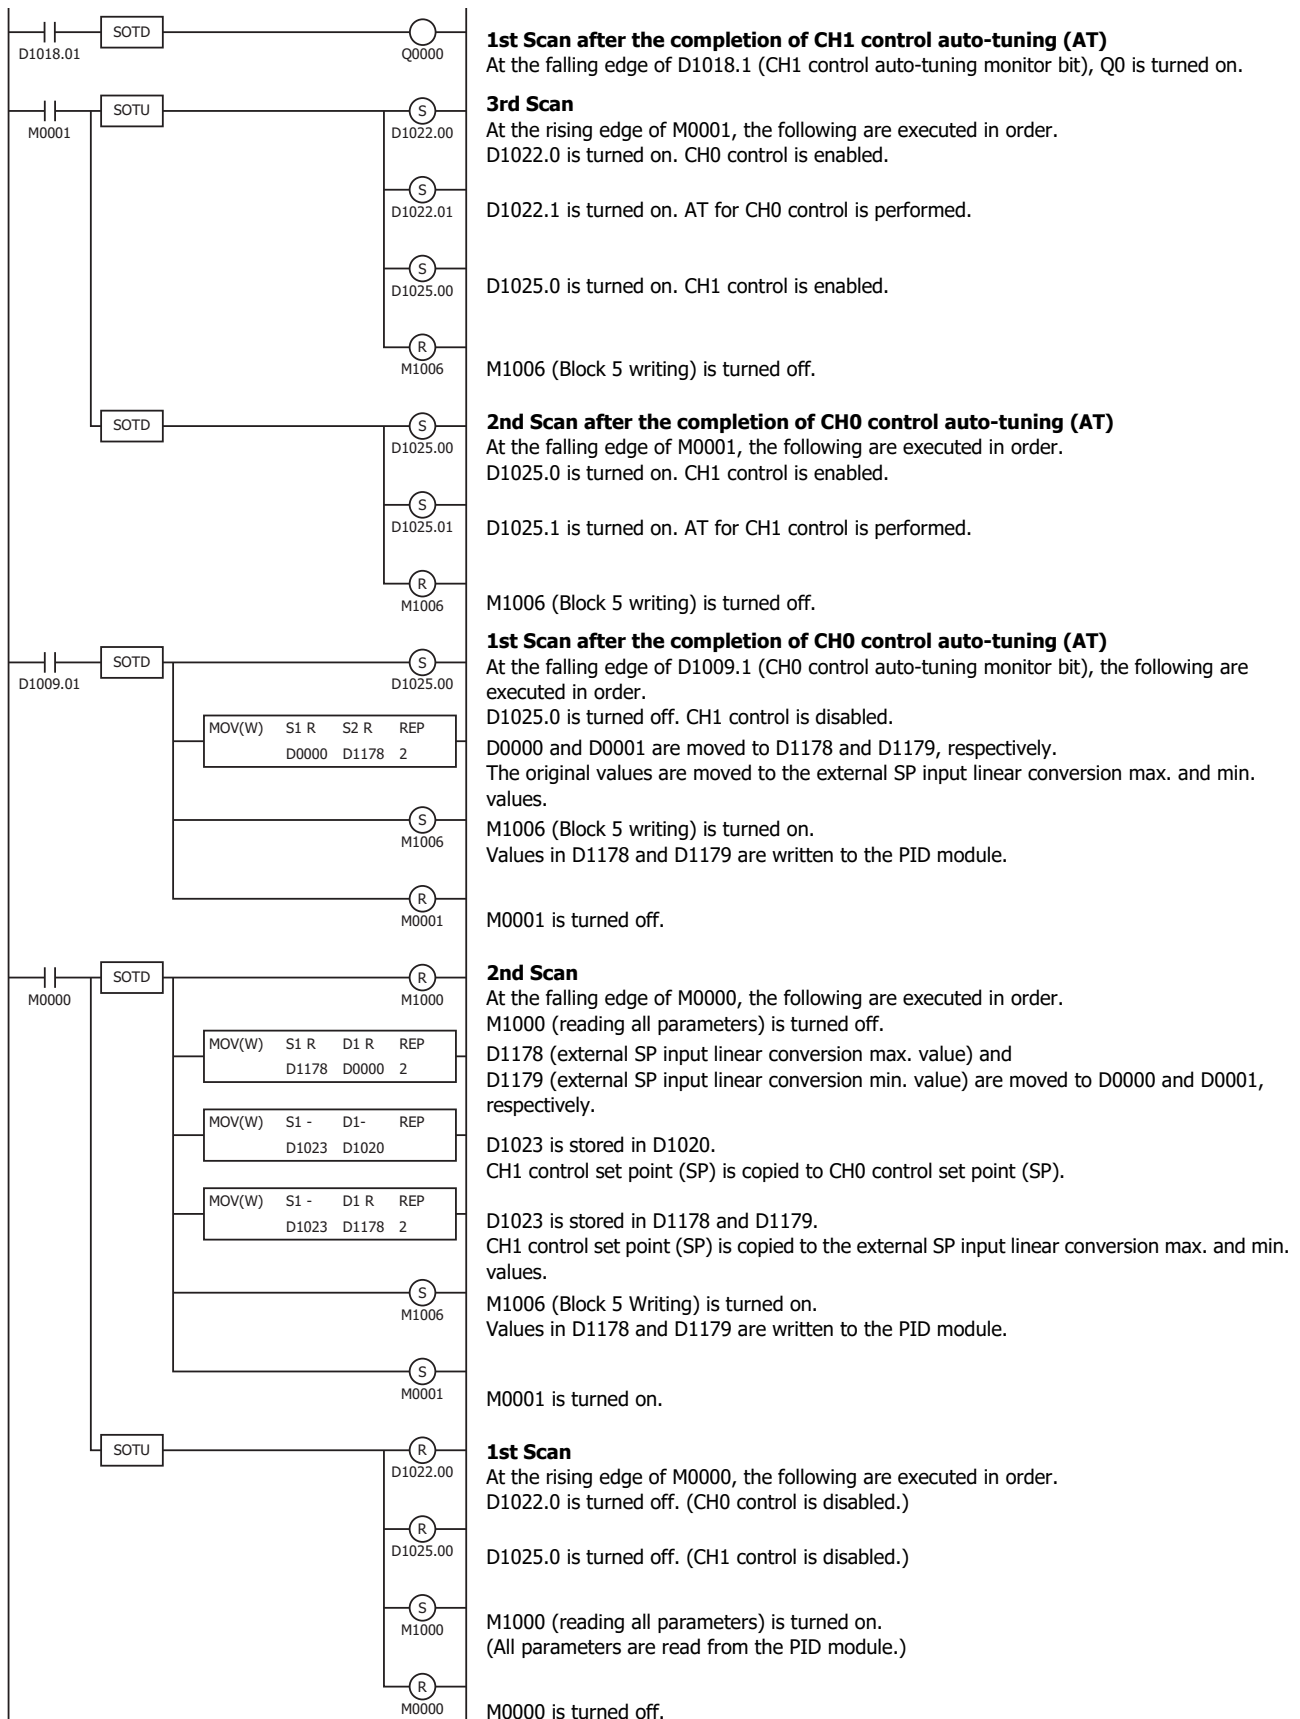 SOTD
D1018.01
Q0000
1st Scan after the completion of CH1 control auto-tuning (AT)
At the falling edge of D1018.1 (CH1 control auto-tuning monitor bit), Q0 is turned on.
SOTU
M0001
S
D1022.00
3rd Scan
At the rising edge of M0001, the following are executed in order.
D1022.0 is turned on. CH0 control is enabled.
S
D1022.01
D1022.1 is turned on. AT for CH0 control is performed.
S
D1025.00
D1025.0 is turned on. CH1 control is enabled.
R
M1006
M1006 (Block 5 writing) is turned off.
SOTD
S
D1025.00
2nd Scan after the completion of CH0 control auto-tuning (AT)
At the falling edge of M0001, the following are executed in order.
D1025.0 is turned on. CH1 control is enabled.
S
D1025.01
D1025.1 is turned on. AT for CH1 control is performed.
R
M1006
M1006 (Block 5 writing) is turned off.
SOTD
D1009.01
S
D1025.00
1st Scan after the completion of CH0 control auto-tuning (AT)
At the falling edge of D1009.1 (CH0 control auto-tuning monitor bit), the following are
executed in order.
D1025.0 is turned off. CH1 control is disabled.
MOV(W) S1 R S2 R REP
D0000 D1178 2
D0000 and D0001 are moved to D1178 and D1179, respectively.
The original values are moved to the external SP input linear conversion max. and min.
values.
S
M1006
M1006 (Block 5 writing) is turned on.
Values in D1178 and D1179 are written to the PID module.
R
M0001
M0001 is turned off.
SOTD
M0000
R
M1000
2nd Scan
At the falling edge of M0000, the following are executed in order.
M1000 (reading all parameters) is turned off.
MOV(W) S1 R D1 R REP
D1178 D0000 2
D1178 (external SP input linear conversion max. value) and
D1179 (external SP input linear conversion min. value) are moved to D0000 and D0001,
respectively.
MOV(W) S1 - D1- REP
D1023 D1020
D1023 is stored in D1020.
CH1 control set point (SP) is copied to CH0 control set point (SP).
MOV(W) S1 - D1 R REP
D1023 D1178 2
D1023 is stored in D1178 and D1179.
CH1 control set point (SP) is copied to the external SP input linear conversion max. and min.
values.
S
M1006
M1006 (Block 5 Writing) is turned on.
Values in D1178 and D1179 are written to the PID module.
S
M0001
M0001 is turned on.
SOTU
R
D1022.00
1st Scan
At the rising edge of M0000, the following are executed in order.
D1022.0 is turned off. (CH0 control is disabled.)
R
D1025.00
D1025.0 is turned off. (CH1 control is disabled.)
S
M1000
M1000 (reading all parameters) is turned on.
(All parameters are read from the PID module.)
R
M0000
M0000 is turned off.